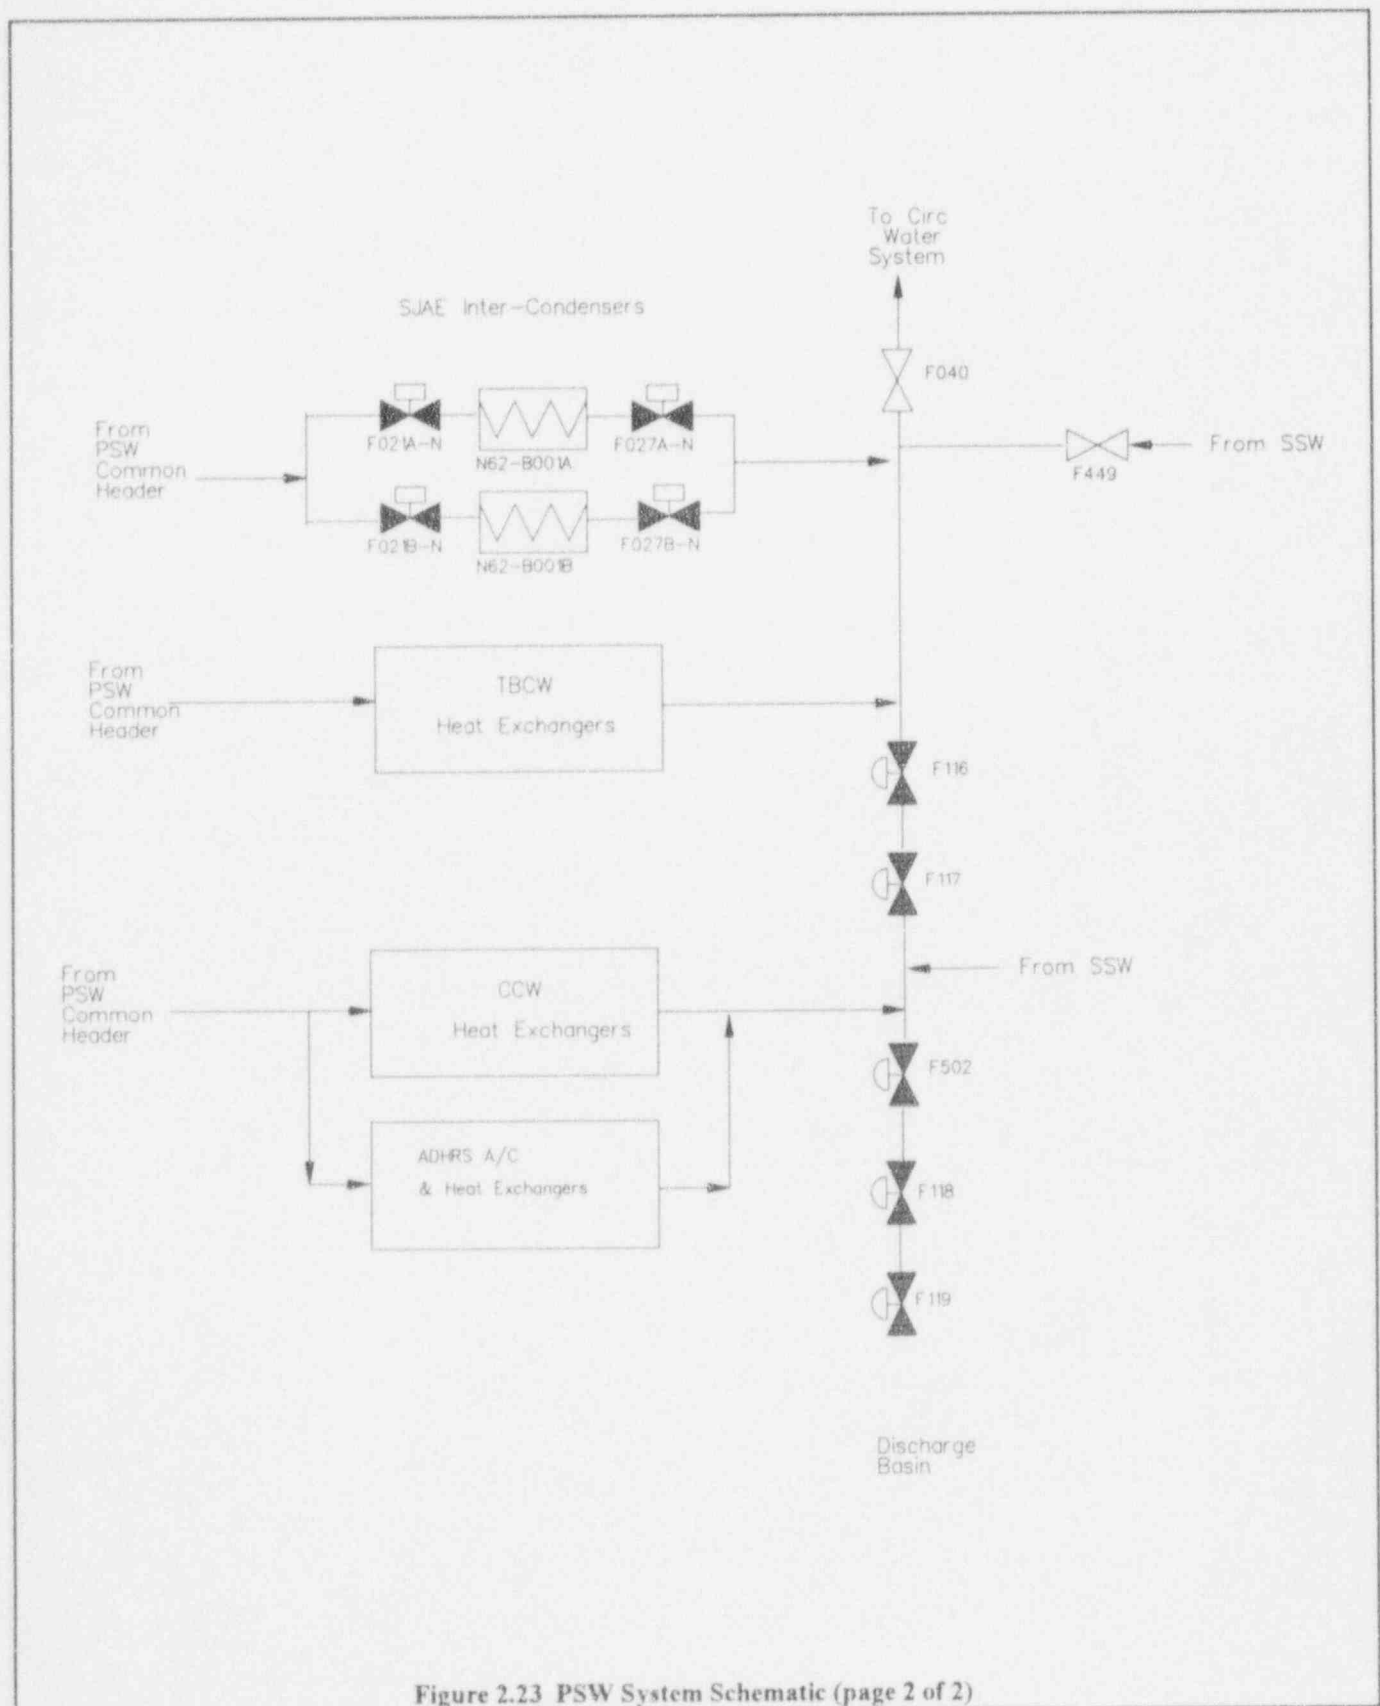 To Circ
Water
System
SJAE Inter-Condensers
F040
From
PSW
Common
Header
F021A-N
N62-B001A
F027A-N
From SSW
F449
F021B-N
N62-B001B
F027B-N
From
PSW
Common
Header
TBCW
Heat Exchangers
F116
F117
From SSW
From
PSW
Common
Header
CCW
Heat Exchangers
F502
ADHRS A/C
& Heat Exchangers
F118
F119
Discharge
Basin
Figure 2.23 PSW System Schematic (page 2 of 2)